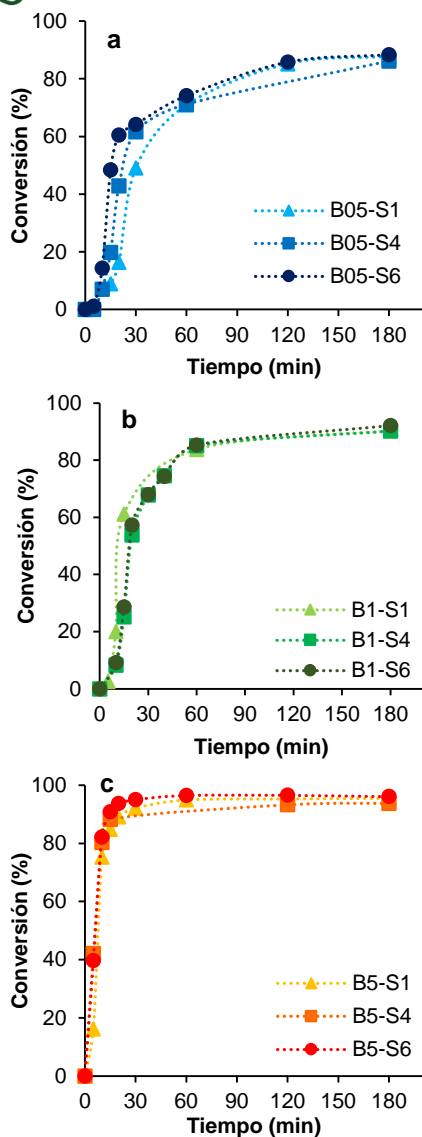 a
100
80
60
40
20
0
Conversión (%)
B05-S1
B05-S4
B05-S6
0 30 60 90 120 150 180
Tiempo (min)
b
100
80
60
40
20
0
Conversión (%)
B1-S1
B1-S4
B1-S6
0 30 60 90 120 150 180
Tiempo (min)
c
100
80
60
40
20
0
Conversión (%)
B5-S1
B5-S4
B5-S6
0 30 60 90 120 150 180
Tiempo (min)